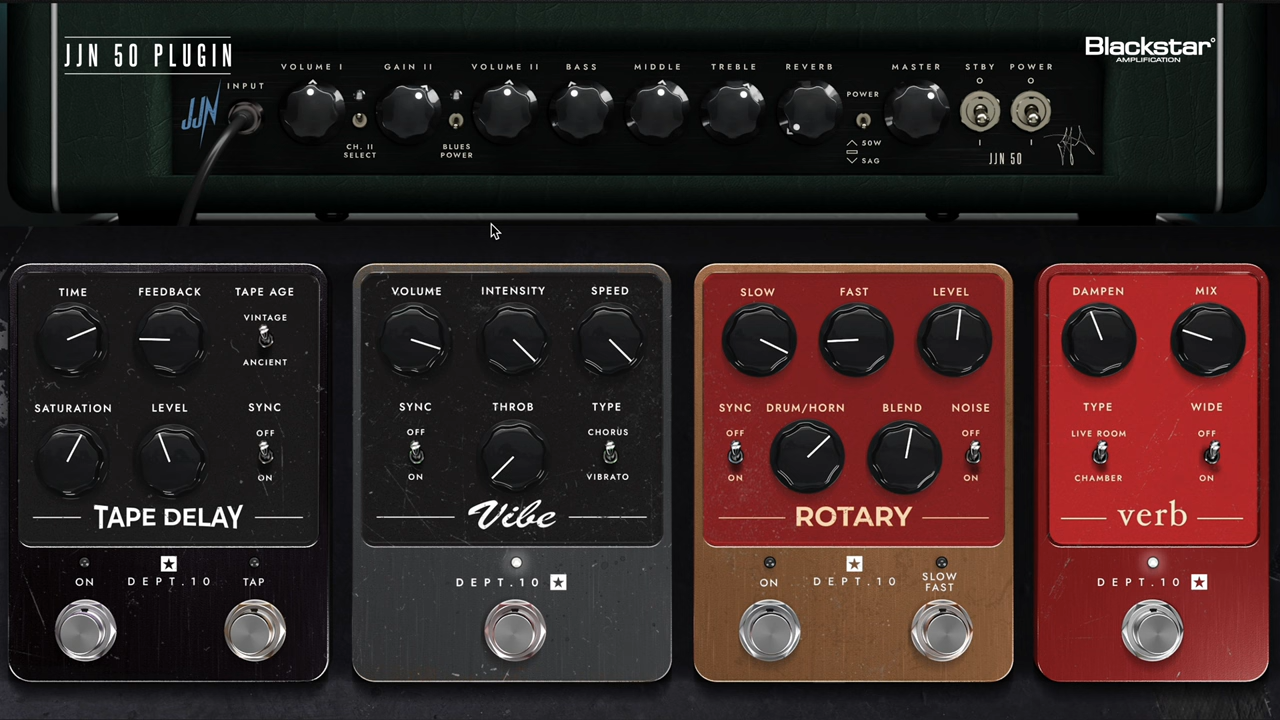 JJN 50 PLUGIN
Blackstar
AMPLIFICATION
VOLUME I
GAIN II
VOLUME II
BASS
MIDDLE
TREBLE
REVERB
MASTER
STBY
POWER
INPUT
JJN
POWER
50W
SAG
CH. II
SELECT
BLUES
POWER
JJN 50
TIME
FEEDBACK
TAPE AGE
VINTAGE
ANCIENT
SATURATION
LEVEL
SYNC
OFF
ON
TAPE DELAY
ON
DEPT.10
TAP
VOLUME
INTENSITY
SPEED
SYNC
THROB
TYPE
OFF
CHORUS
ON
VIBRATO
Vibe
DEPT.10
SLOW
FAST
LEVEL
SYNC
DRUM/HORN
BLEND
NOISE
OFF
OFF
ON
ON
ROTARY
ON
DEPT.10
SLOW
FAST
DAMPEN
MIX
TYPE
WIDE
LIVE ROOM
OFF
CHAMBER
ON
verb
DEPT.10